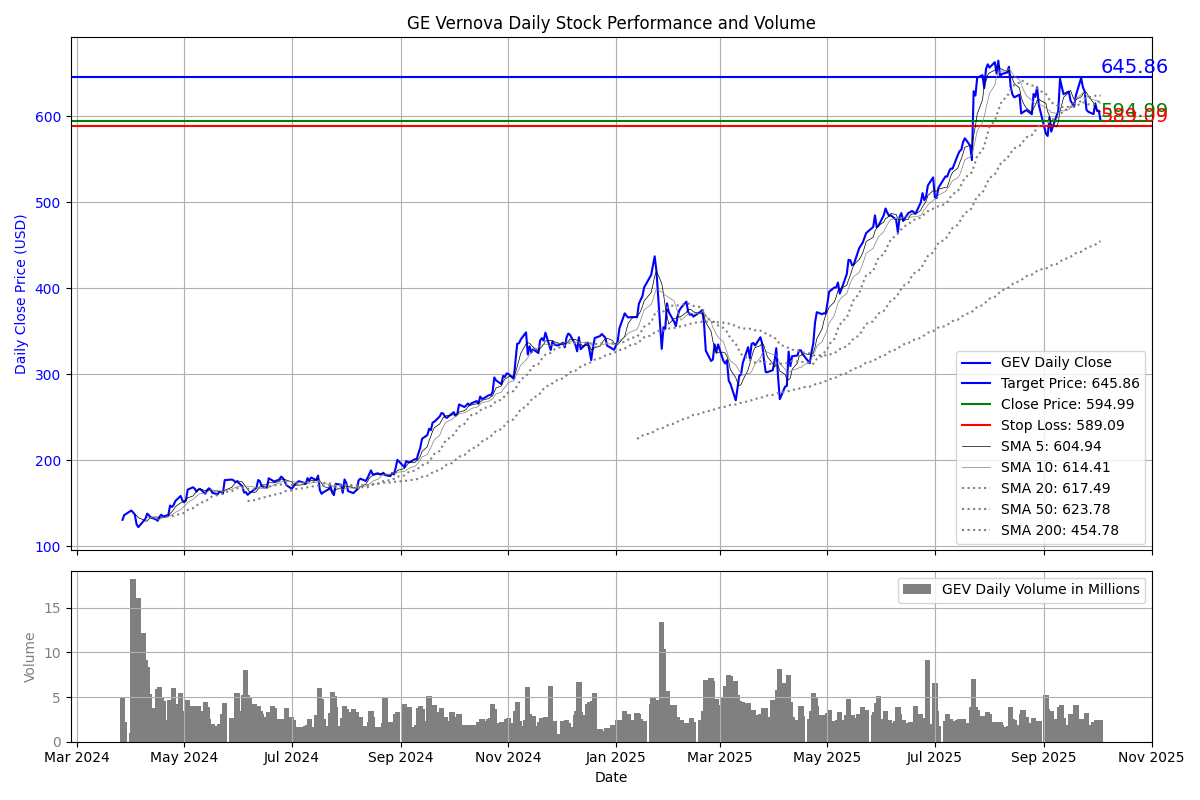 GE Vernova Daily Stock Performance and Volume
645.86
594.99
589.09
600
500
400
300
200
100
Daily Close Price (USD)
GEV Daily Close
Target Price: 645.86
Close Price: 594.99
Stop Loss: 589.09
SMA 5: 604.94
SMA 10: 614.41
SMA 20: 617.49
SMA 50: 623.78
SMA 200: 454.78
GEV Daily Volume in Millions
15
10
5
0
Volume
Mar 2024 May 2024 Jul 2024 Sep 2024 Nov 2024 Jan 2025 Mar 2025 May 2025 Jul 2025 Sep 2025 Nov 2025
Date